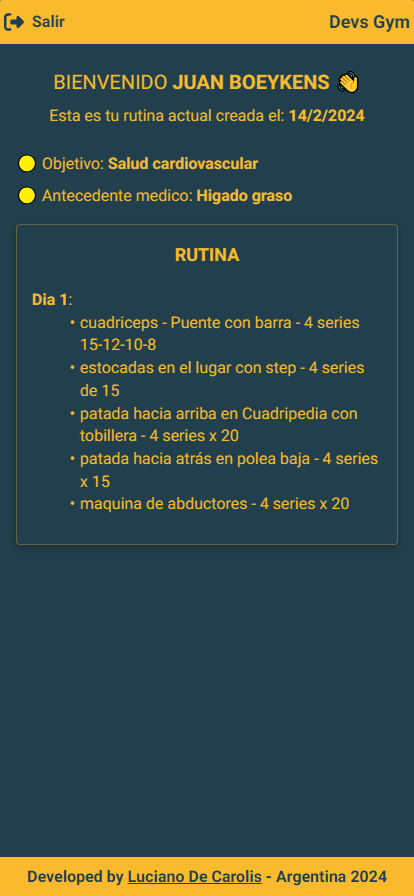 Salir
Devs Gym
BIENVENIDO JUAN BOEYKENS 👋
Esta es tu rutina actual creada el: 14/2/2024
Objetivo: Salud cardiovascular
Antecedente medico: Higado graso
RUTINA
Dia 1:
• cuadriceps - Puente con barra - 4 series
15-12-10-8
• estocadas en el lugar con step - 4 series
de 15
• patada hacia arriba en Cuadripedia con
tobillera - 4 series x 20
• patada hacia atrás en polea baja - 4 series
x 15
• maquina de abductores - 4 series x 20
Developed by Luciano De Carolis - Argentina 2024